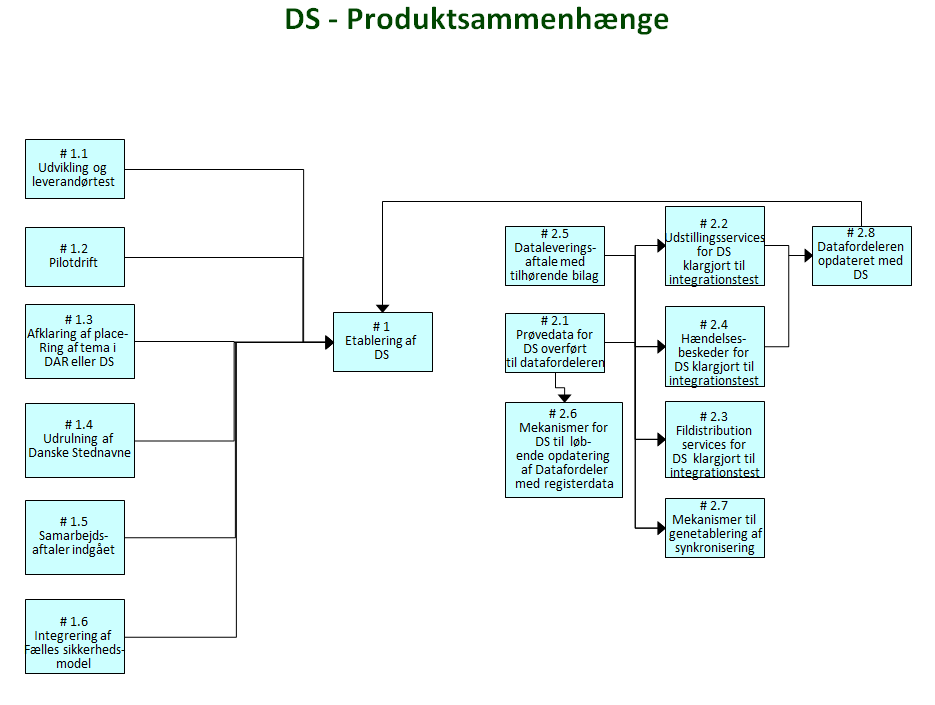 DS - Produktsammenhænge
# 1.1
Udvikling og
leverandørtest
# 1.2
Pilotdrift
# 1.3
Afklaring af place-
Ring af tema i
DAR eller DS
# 1.4
Udrulning af
Danske Stednavne
# 1.5
Samarbejds-
aftaler indgået
# 1.6
Integrering af
Fælles sikkerheds-
model
# 1
Etablering af
DS
# 2.5
Dataleverings-
aftale med
tilhørende bilag
# 2.1
Prøvedata for
DS overført
til datafordeleren
# 2.6
Mekanismer for
DS til løb-
ende opdatering
af Datafordeler
med registerdata
# 2.2
Udstillingsservices
for DS
klargjort til
integrationstest
# 2.4
Hændelses-
beskeder for
DS klargjort til
integrationstest
# 2.3
Fildistribution
services for
DS klargjort til
integrationstest
# 2.7
Mekanismer til
genetablering af
synkronisering
# 2.8
Datafordeleren
opdateret med
DS